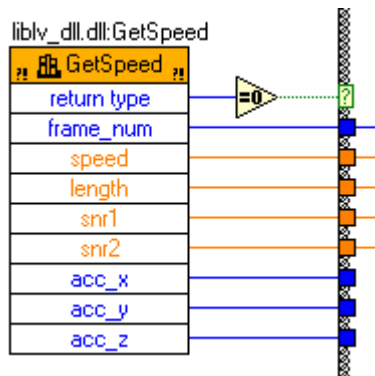 liblv_dll.dll:GetSpeed
?! GetSpeed ?!
return type =0 ?
frame_num
speed
length
snr1
snr2
acc_x
acc_y
acc_z